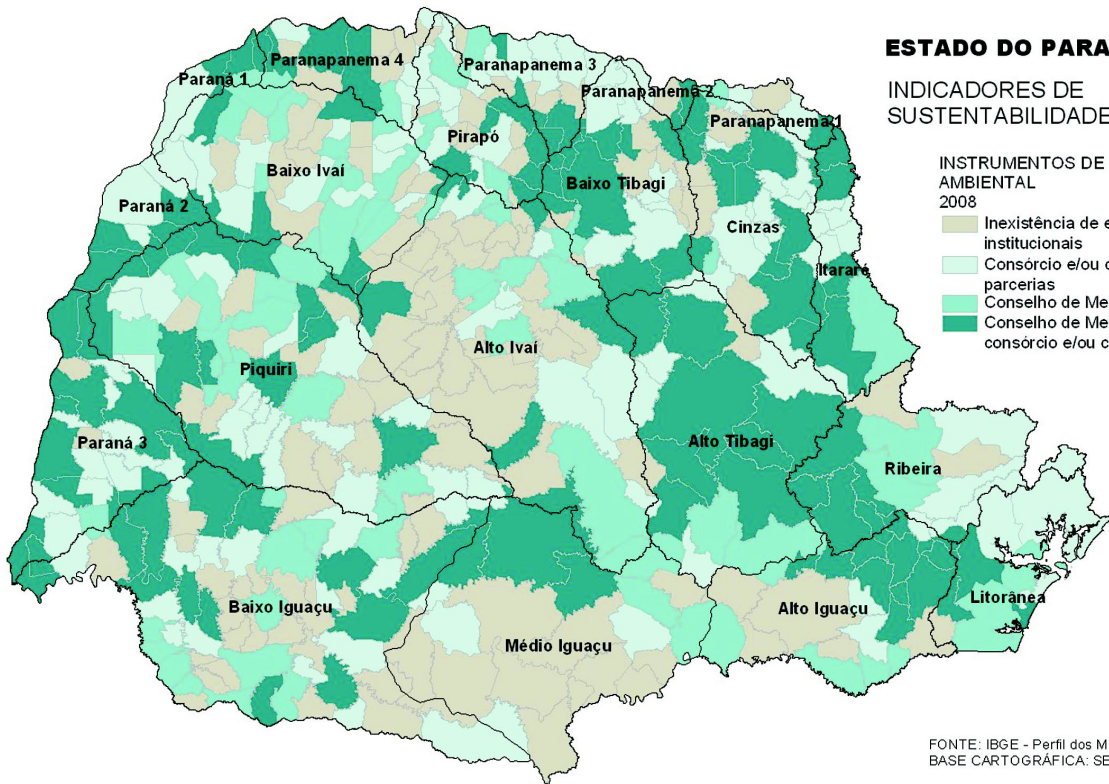 ESTADO DO PARA
INDICADORES DE
SUSTENTABILIDADE
INSTRUMENTOS DE
AMBIENTAL
2008
Inexistência de e
institucionais
Consórcio e/ou c
parcerias
Conselho de Me
Conselho de Me
consórcio e/ou c
Paranapanema 4
Paranapanema 3
Paraná 1
Paranapanema 2
Paranapanema 1
Pirapó
Baixo Ivaí
Baixo Tibagi
Paraná 2
Cinzas
Itararé
Alto Ivaí
Piquiri
Paraná 3
Alto Tibagi
Ribeira
Litorânea
Baixo Iguaçu
Alto Iguaçu
Médio Iguaçu
FONTE: IBGE - Perfil dos M
BASE CARTOGRÁFICA: SE